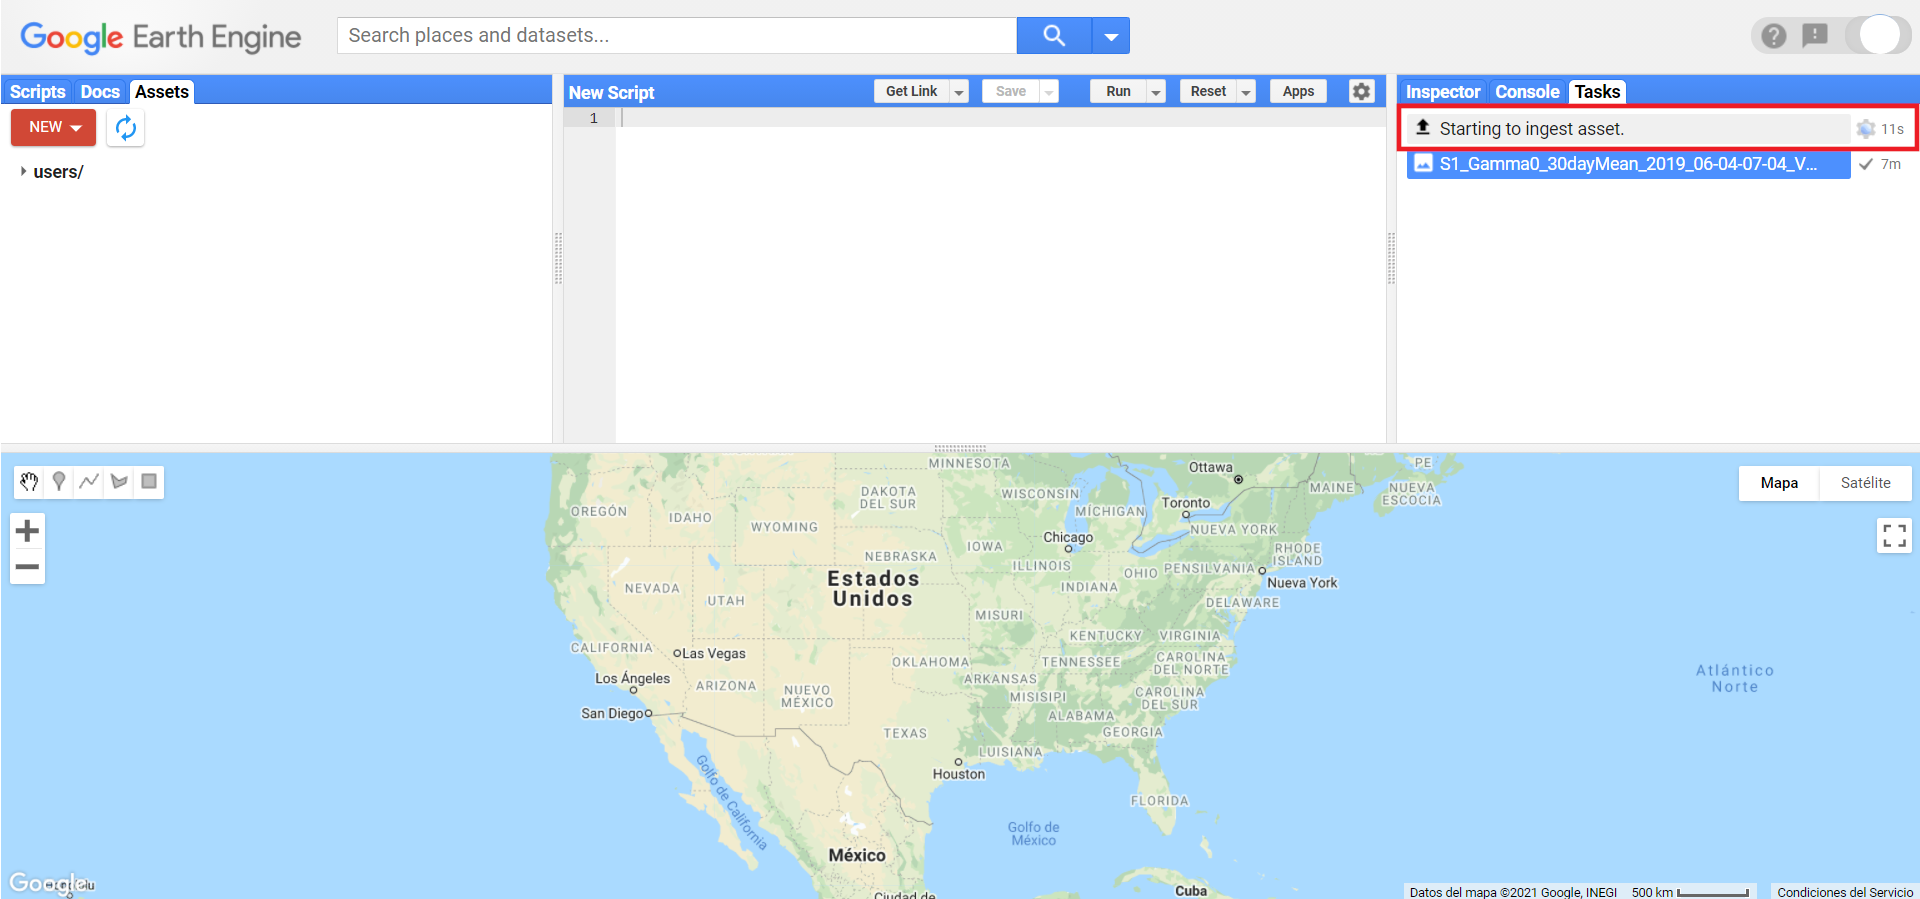 Google Earth Engine
Search places and datasets...
Scripts Docs Assets
New Script
Get Link Save Run Reset Apps
Inspector Console Tasks
NEW
users/
1
Starting to ingest asset. 11s
S1_Gamma0_30dayMean_2019_06-04-07-04_V... 7m
Mapa Satélite
MINNESOTA
Ottawa
PE
DAKOTA
DEL SUR
WISCONSIN
MAINE
NUEVA
ESCOCIA
OREGÓN
IDAHO
WYOMING
MÍCHIGAN
Toronto
NUEVA YORK
Chicago
NEBRASKA
IOWA
ILLINOIS
OHIO
PENSILVANIA
RHODE
ISLAND
Nueva York
Estados
Unidos
NEVADA
UTAH
INDIANA
DELAWARE
MISURI
KENTUCKY
VIRGINIA
CALIFORNIA
Las Vegas
OKLAHOMA
TENNESSEE
CAROLINA
DEL NORTE
Los Ángeles
ARIZONA
NUEVO
MÉXICO
ARKANSAS
MISISIPI
CAROLINA
DEL SUR
San Diego
ALABAMA
TEXAS
GEORGIA
LUISIANA
Houston
Golfo de California
FLORIDA
Golfo de
México
Atlántico
Norte
México
Cuba
Ciudad de
Google
Datos del mapa ©2021 Google, INEGI 500 km Condiciones del Servicio